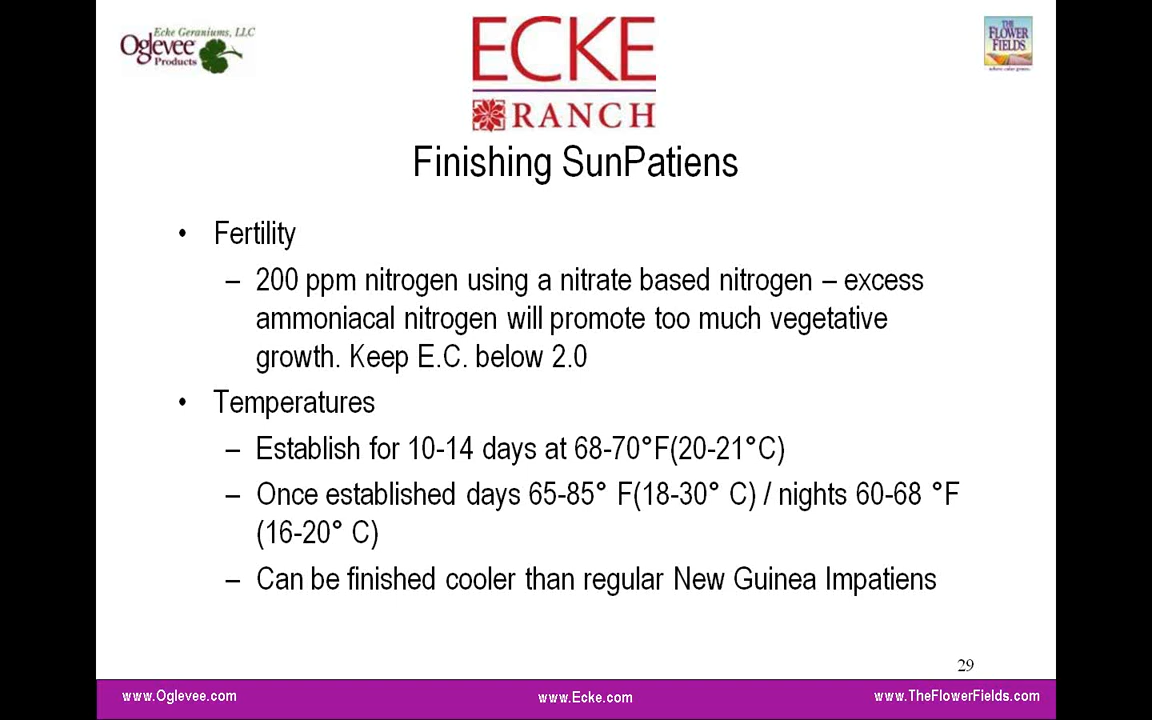 Ecke Geraniums, LLC
Oglevee
Products
ECKE
RANCH
THE
FLOWER
FIELDS
Finishing SunPatiens
• Fertility
– 200 ppm nitrogen using a nitrate based nitrogen – excess
ammoniacal nitrogen will promote too much vegetative
growth. Keep E.C. below 2.0
• Temperatures
– Establish for 10-14 days at 68-70°F(20-21°C)
– Once established days 65-85° F(18-30° C) / nights 60-68 °F
(16-20° C)
– Can be finished cooler than regular New Guinea Impatiens
29
www.Oglevee.com
www.Ecke.com
www.TheFlowerFields.com